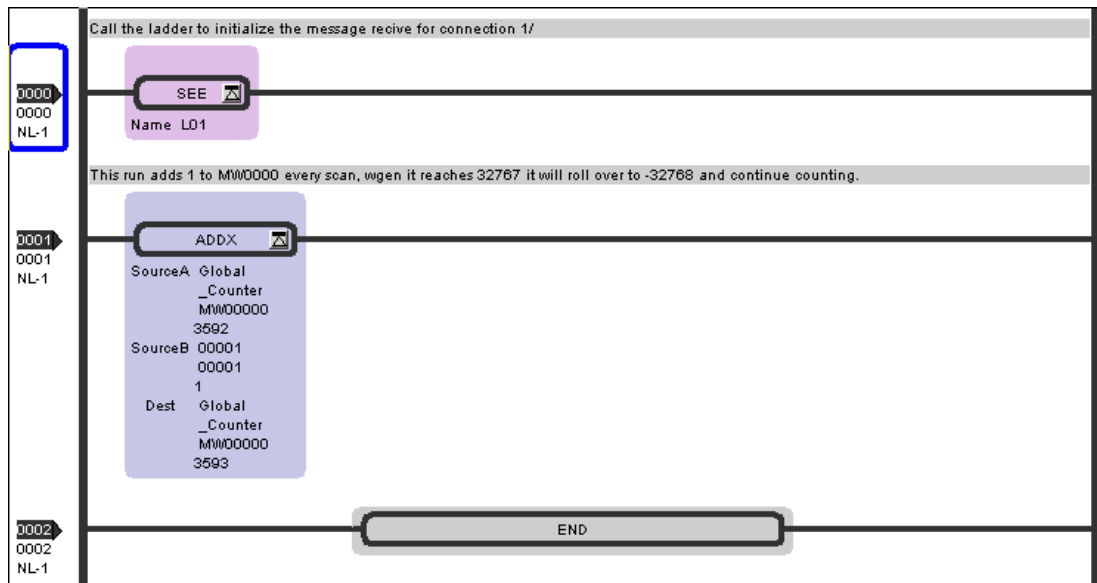 Call the ladder to initialize the message recive for connection 1/
0000
0000
NL-1
SEE
Name L01
This run adds 1 to MW0000 every scan, wgen it reaches 32767 it will roll over to -32768 and continue counting.
0001
0001
NL-1
ADDX
SourceA Global
_Counter
MW00000
3592
SourceB 00001
00001
1
Dest Global
_Counter
MW00000
3593
0002
0002
NL-1
END